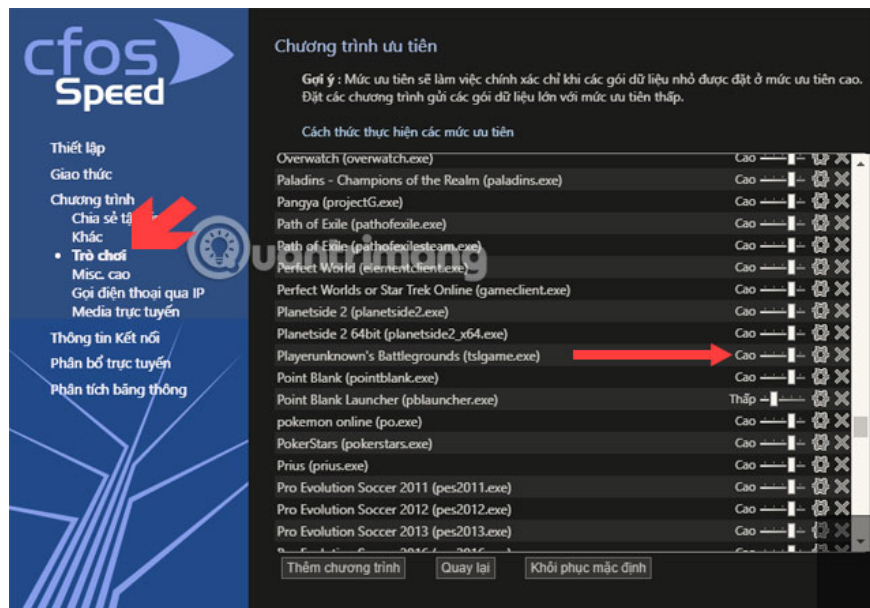 cfos
Speed
Thiết lập
Giao thức
Chương trình
Chia sẻ
Khác
Trò chơi
Misc. cao
Gọi điện thoại qua IP
Media trực tuyến
Thông tin Kết nối
Phân bổ trực tuyến
Phân tích băng thông
Chương trình ưu tiên
Gợi ý : Mức ưu tiên sẽ làm việc chính xác chỉ khi các gói dữ liệu nhỏ được đặt ở mức ưu tiên cao.
Đặt các chương trình gửi các gói dữ liệu lớn với mức ưu tiên thấp.
Cách thức thực hiện các mức ưu tiên
Overwatch (overwatch.exe) Cao
Paladins - Champions of the Realm (paladins.exe) Cao
Pangya (projectG.exe) Cao
Path of Exile (pathofexile.exe) Cao
Path of Exile (pathofexilesteam.exe) Cao
Quantrimang
Perfect World (elementclient.exe) Cao
Perfect Worlds or Star Trek Online (gameclient.exe) Cao
Planetside 2 (planetside2.exe) Cao
Planetside 2 64bit (planetside2_x64.exe) Cao
Playerunknown's Battlegrounds (tslgame.exe) Cao
Point Blank (pointblank.exe) Cao
Point Blank Launcher (pblauncher.exe) Thấp
pokemon online (po.exe) Cao
PokerStars (pokerstars.exe) Cao
Prius (prius.exe) Cao
Pro Evolution Soccer 2011 (pes2011.exe) Cao
Pro Evolution Soccer 2012 (pes2012.exe) Cao
Pro Evolution Soccer 2013 (pes2013.exe) Cao
Thêm chương trình Quay lại Khôi phục mặc định